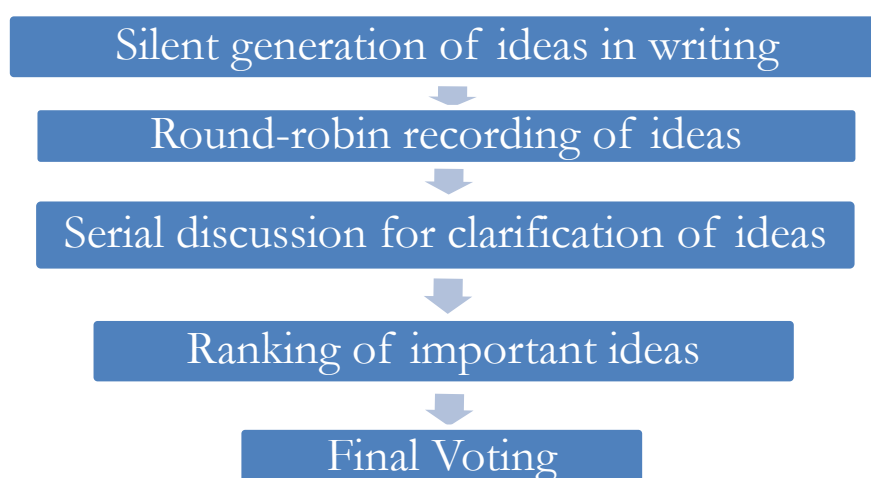 Silent generation of ideas in writing
Round-robin recording of ideas
Serial discussion for clarification of ideas
Ranking of important ideas
Final Voting